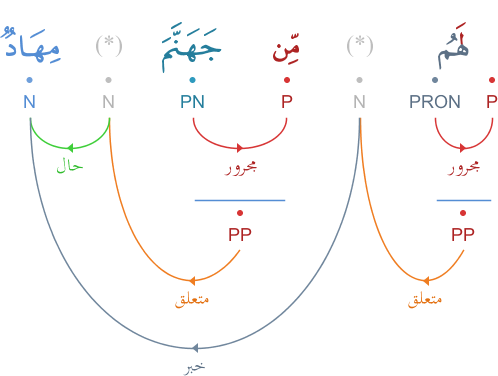 لَهُم (*) مِّن جَهَنَّمَ (*) مِهَادٌ
P PRON N P PN N N
مجرور مجرور حال
PP PP
متعلق متعلق
خبر